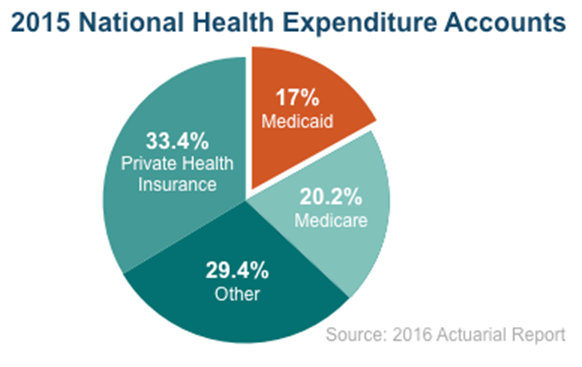 2015 National Health Expenditure Accounts
17%
Medicaid
33.4%
Private Health
Insurance
20.2%
Medicare
29.4%
Other
Source: 2016 Actuarial Report